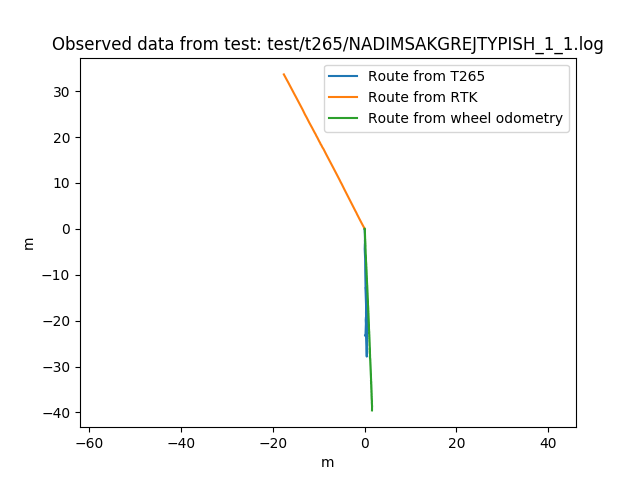 Observed data from test: test/t265/NADIMSAKGREJTYPISH_1_1.log
Route from T265
Route from RTK
Route from wheel odometry
30
20
10
0
−10
−20
−30
−40
m
−60
−40
−20
0
20
40
m